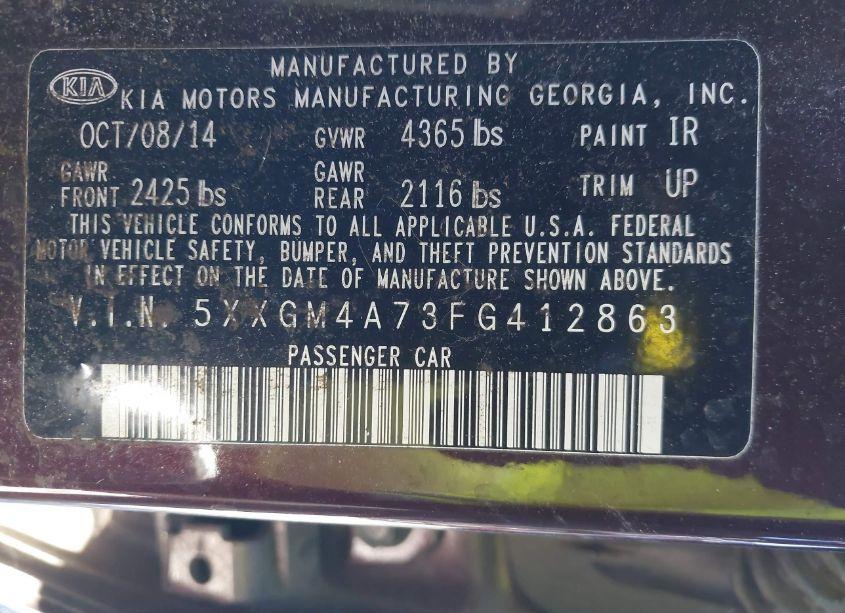 MANUFACTURED BY
KIA KIA MOTORS MANUFACTURING GEORGIA, INC.
OCT/08/14 GVWR 4365 lbs PAINT IR
GAWR FRONT 2425 lbs GAWR REAR 2116 lbs TRIM UP
THIS VEHICLE CONFORMS TO ALL APPLICABLE U.S.A. FEDERAL
MOTOR VEHICLE SAFETY, BUMPER, AND THEFT PREVENTION STANDARDS
IN EFFECT ON THE DATE OF MANUFACTURE SHOWN ABOVE.
V.I.N. 5XXGM4A73FG412863
PASSENGER CAR